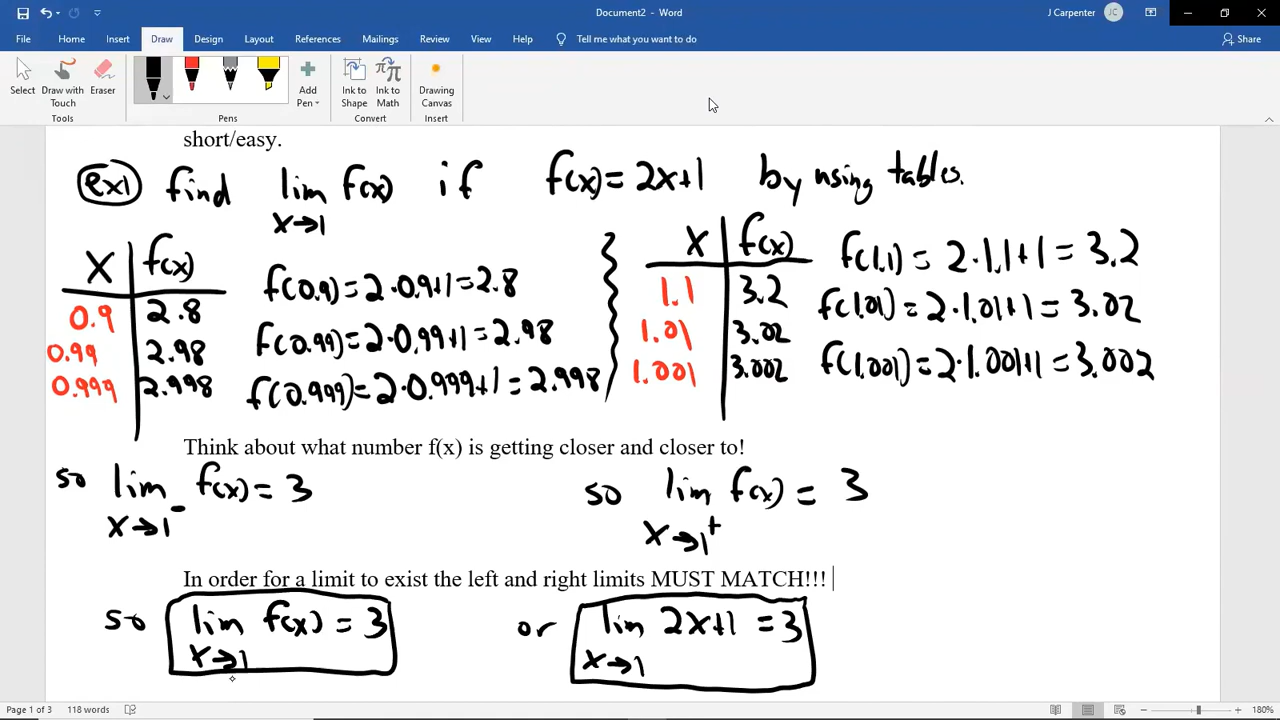 Document2 - Word
J Carpenter JC
File Home Insert Draw Design Layout References Mailings Review View Help Tell me what you want to do Share
Select Draw with Touch Eraser Add Pen Ink to Shape Ink to Math Drawing Canvas
Tools Pens Convert Insert
short/easy.
ex1 find lim f(x) if f(x)=2x+1 by using tables.
x→1
x f(x)
0.9 2.8
0.99 2.98
0.999 2.998
f(0.9)=2·0.9+1=2.8
f(0.99)=2·0.99+1=2.98
f(0.999)=2·0.999+1=2.998
x f(x)
1.1 3.2
1.01 3.02
1.001 3.002
f(1.1)=2·1.1+1=3.2
f(1.01)=2·1.01+1=3.02
f(1.001)=2·1.001+1=3.002
Think about what number f(x) is getting closer and closer to!
so lim f(x)=3
x→1⁻
so lim f(x)=3
x→1⁺
In order for a limit to exist the left and right limits MUST MATCH!!!
so lim f(x)=3 or lim 2x+1=3
x→1 x→1
Page 1 of 3 118 words 180%